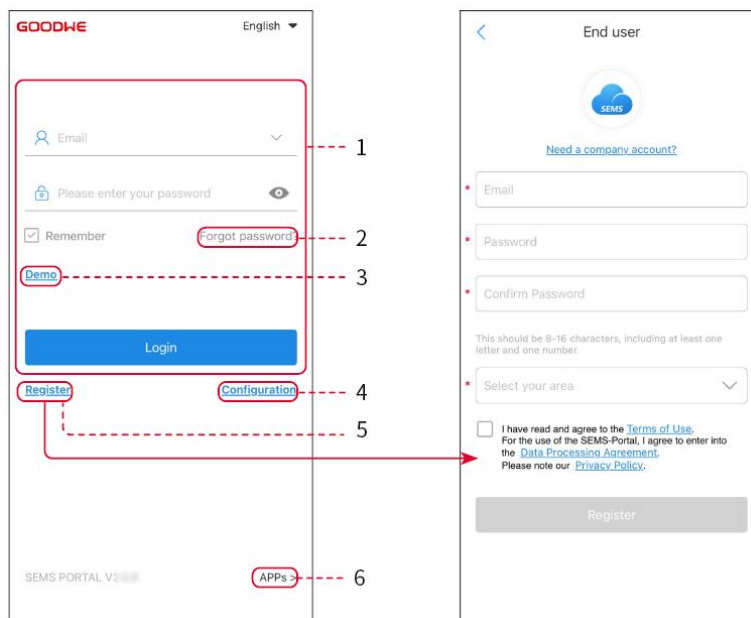 GOODWE
English
Email
1
Please enter your password
Remember
Forgot password?
2
Demo
3
Login
Register
Configuration
4
5
SEMS PORTAL V
APPs >
6
End user
SEMS
Need a company account?
* Email
* Password
* Confirm Password
This should be 8-16 characters, including at least one
letter and one number.
* Select your area
I have read and agree to the Terms of Use.
For the use of the SEMS-Portal, I agree to enter into
the Data Processing Agreement.
Please note our Privacy Policy.
Register